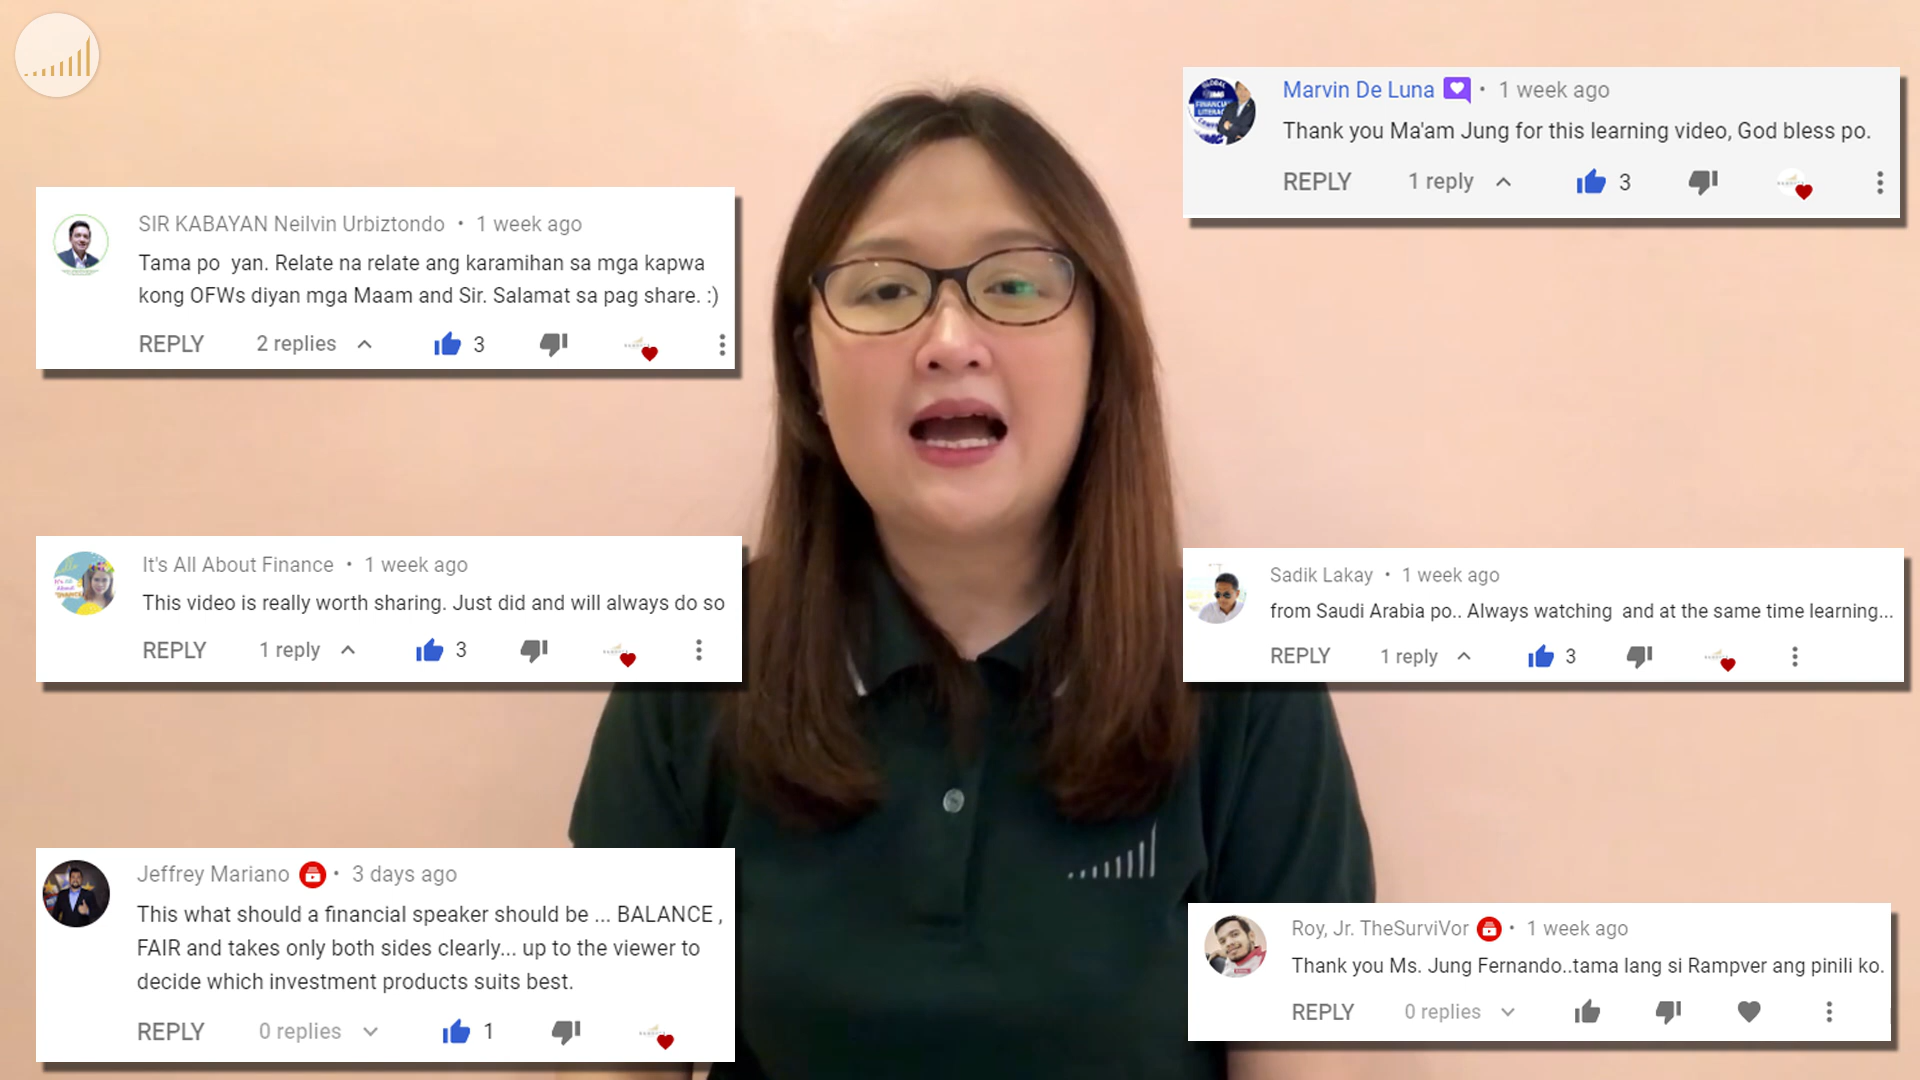 SIR KABAYAN Neilvin Urbiztondo • 1 week ago
Tama po yan. Relate na relate ang karamihan sa mga kapwa
kong OFWs diyan mga Maam and Sir. Salamat sa pag share. :)
REPLY 2 replies 3
It's All About Finance • 1 week ago
This video is really worth sharing. Just did and will always do so
REPLY 1 reply 3
Jeffrey Mariano • 3 days ago
This what should a financial speaker should be ... BALANCE ,
FAIR and takes only both sides clearly... up to the viewer to
decide which investment products suits best.
REPLY 0 replies 1
GLOBAL
Marvin De Luna • 1 week ago
Thank you Ma'am Jung for this learning video, God bless po.
REPLY 1 reply 3
Sadik Lakay • 1 week ago
from Saudi Arabia po.. Always watching and at the same time learning...
REPLY 1 reply 3
Roy, Jr. TheSurviVor • 1 week ago
Thank you Ms. Jung Fernando..tama lang si Rampver ang pinili ko.
REPLY 0 replies